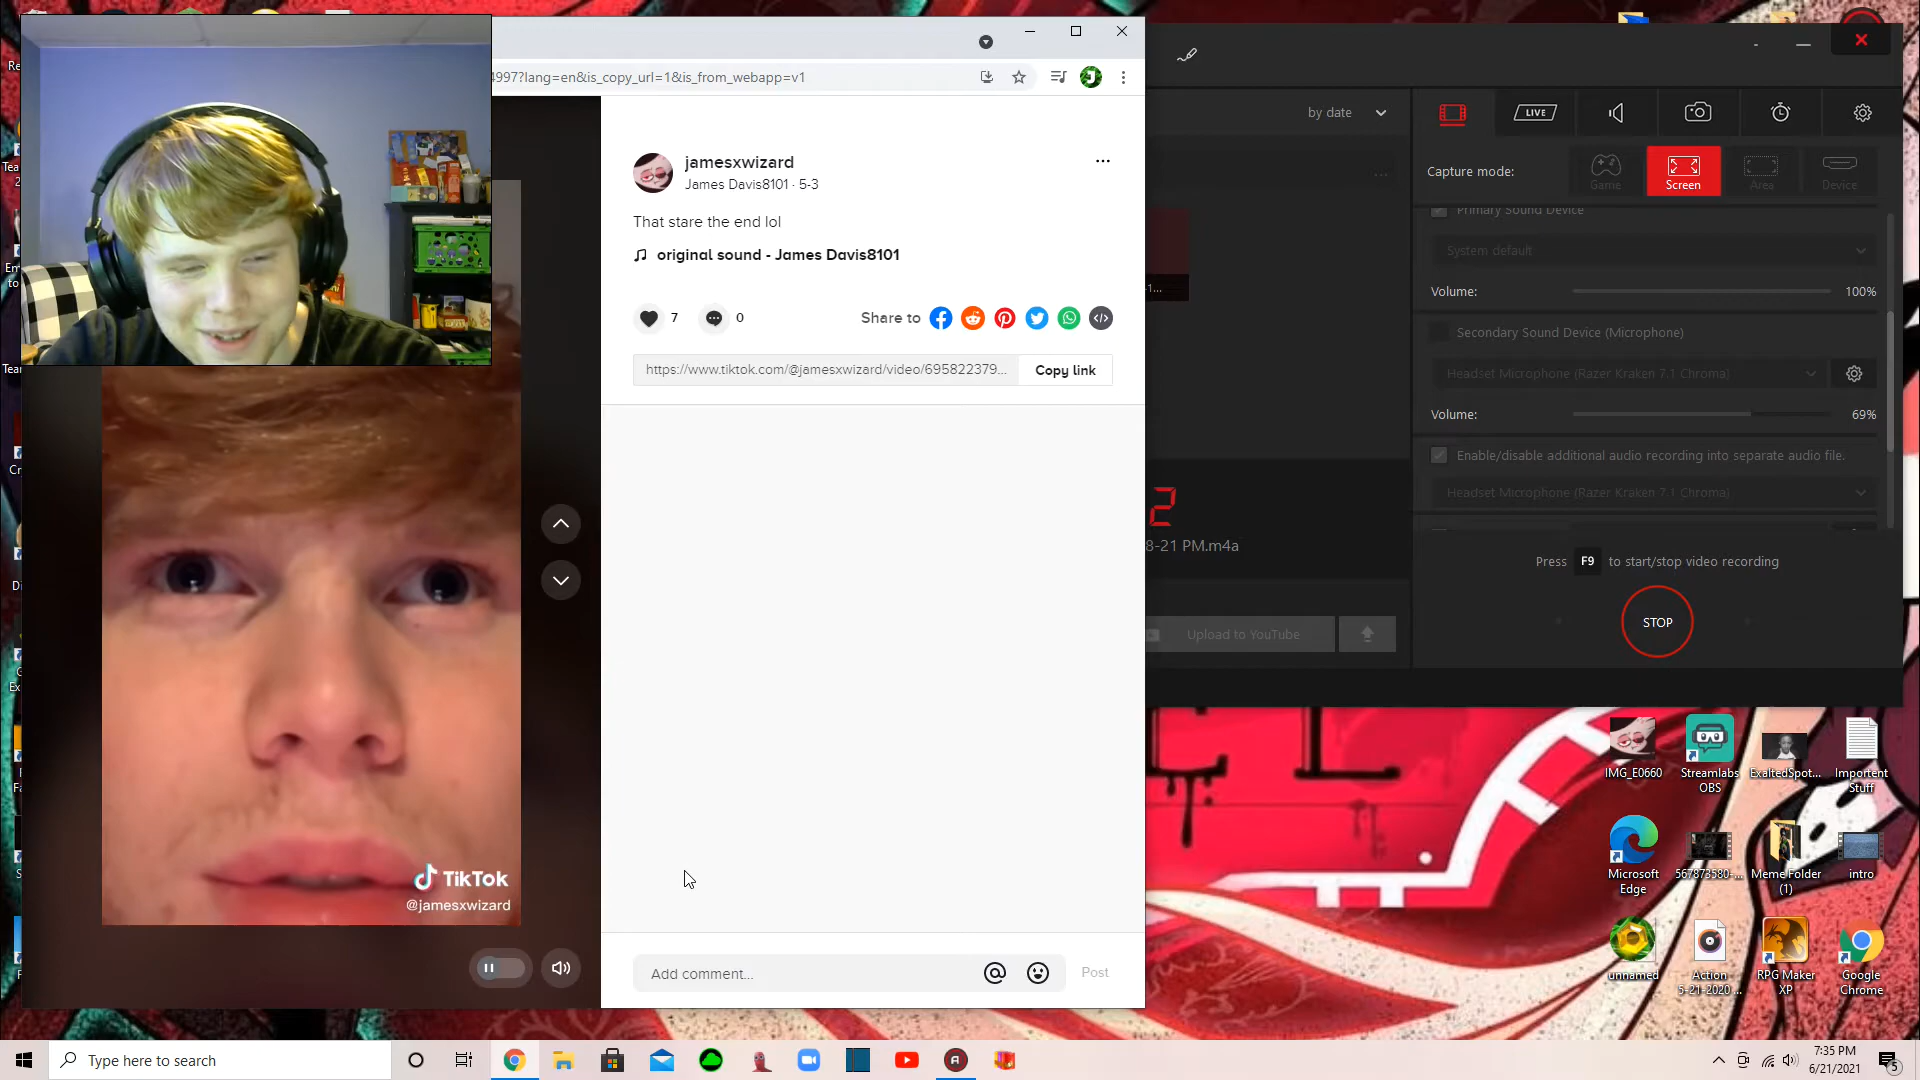 4997?lang=en&is_copy_url=1&is_from_webapp=v1
jamesxwizard
James Davis8101 · 5-3
That stare the end lol
original sound - James Davis8101
7
0
Share to
https://www.tiktok.com/@jamesxwizard/video/695822379...
Copy link
TikTok
@jamesxwizard
Add comment...
Post
by date
LIVE
Capture mode:
Game
Screen
Area
Device
Primary Sound Device
System default
Volume:
100%
Secondary Sound Device (Microphone)
Headset Microphone (Razer Kraken 7.1 Chroma)
Volume:
69%
Enable/disable additional audio recording into separate audio file.
Headset Microphone (Razer Kraken 7.1 Chroma)
-1...
2
8-21 PM.m4a
Press F9 to start/stop video recording
STOP
Upload to YouTube
IMG_E0660
Streamlabs OBS
ExaltedSpot...
Importent Stuff
Microsoft Edge
567873580-...
Meme Folder (1)
intro
unnamed
Action 5-21-2020 ...
RPG Maker XP
Google Chrome
Type here to search
7:35 PM
6/21/2021
5